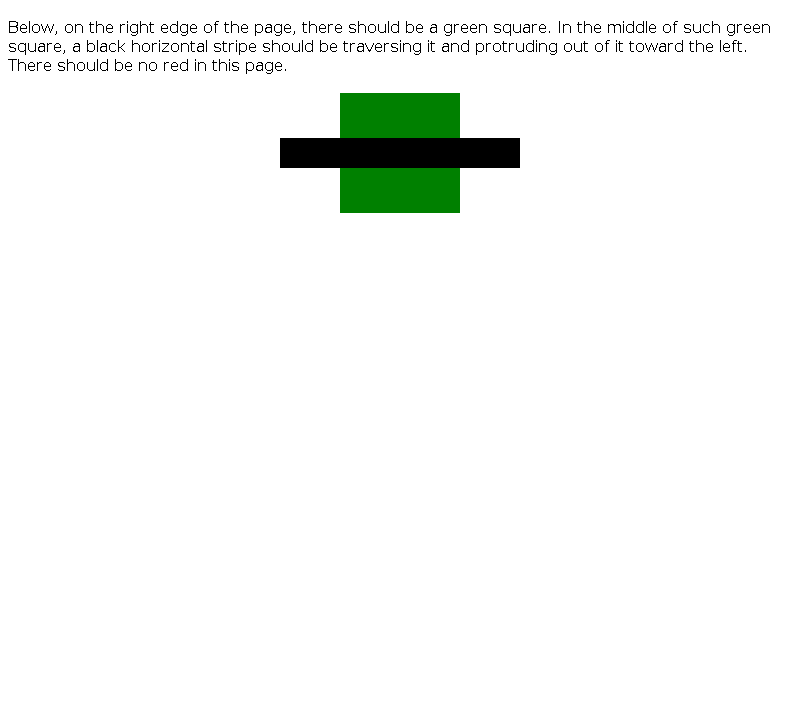 Below, on the right edge of the page, there should be a green square. In the middle of such green
square, a black horizontal stripe should be traversing it and protruding out of it toward the left.
There should be no red in this page.